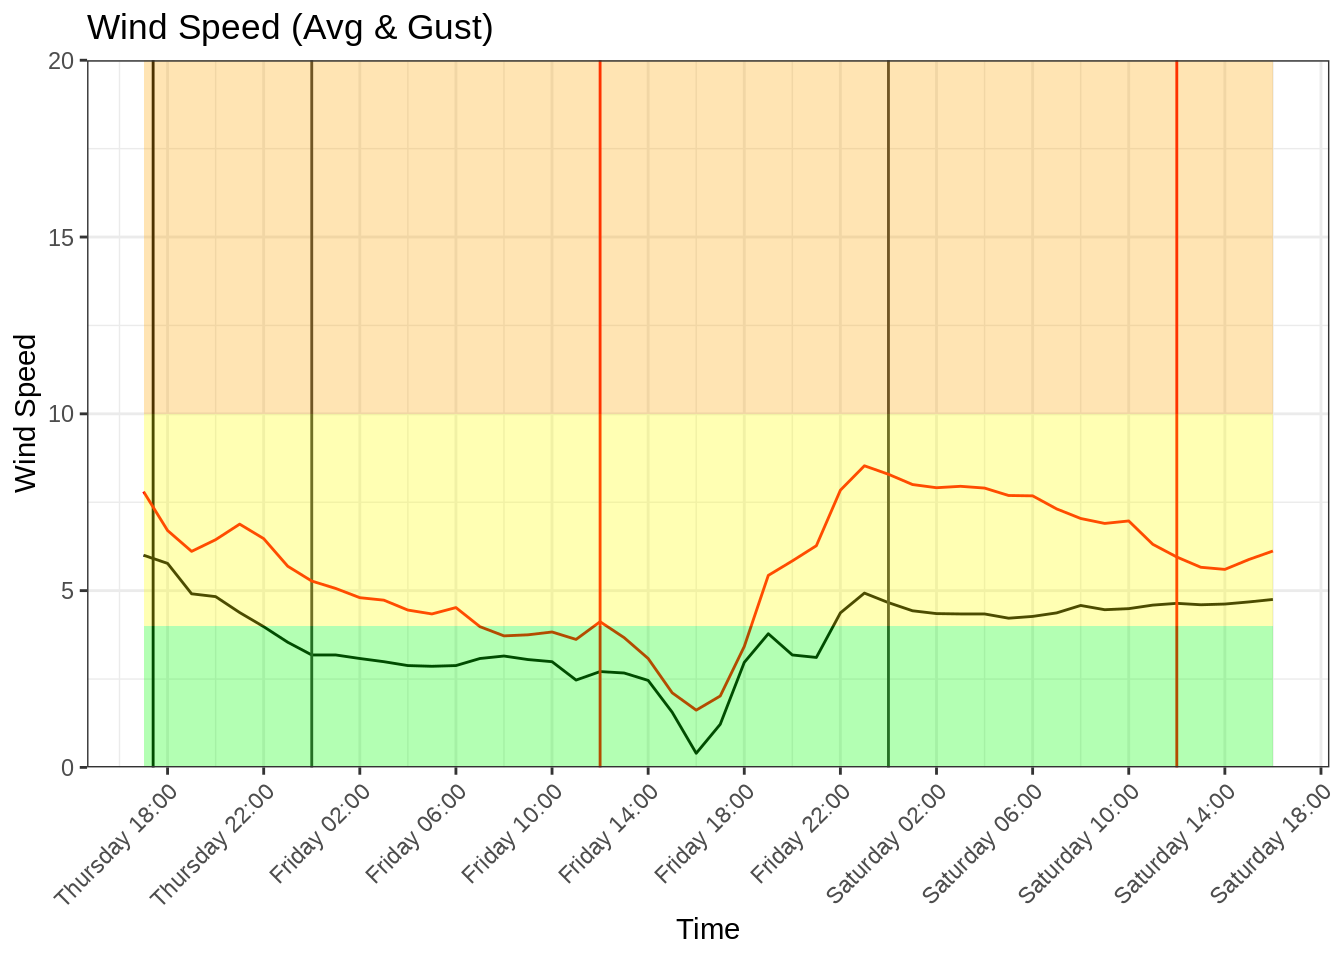 Wind Speed (Avg & Gust)
Wind Speed
20
15
10
5
0
Thursday 18:00
Thursday 22:00
Friday 02:00
Friday 06:00
Friday 10:00
Friday 14:00
Friday 18:00
Friday 22:00
Saturday 02:00
Saturday 06:00
Saturday 10:00
Saturday 14:00
Saturday 18:00
Time